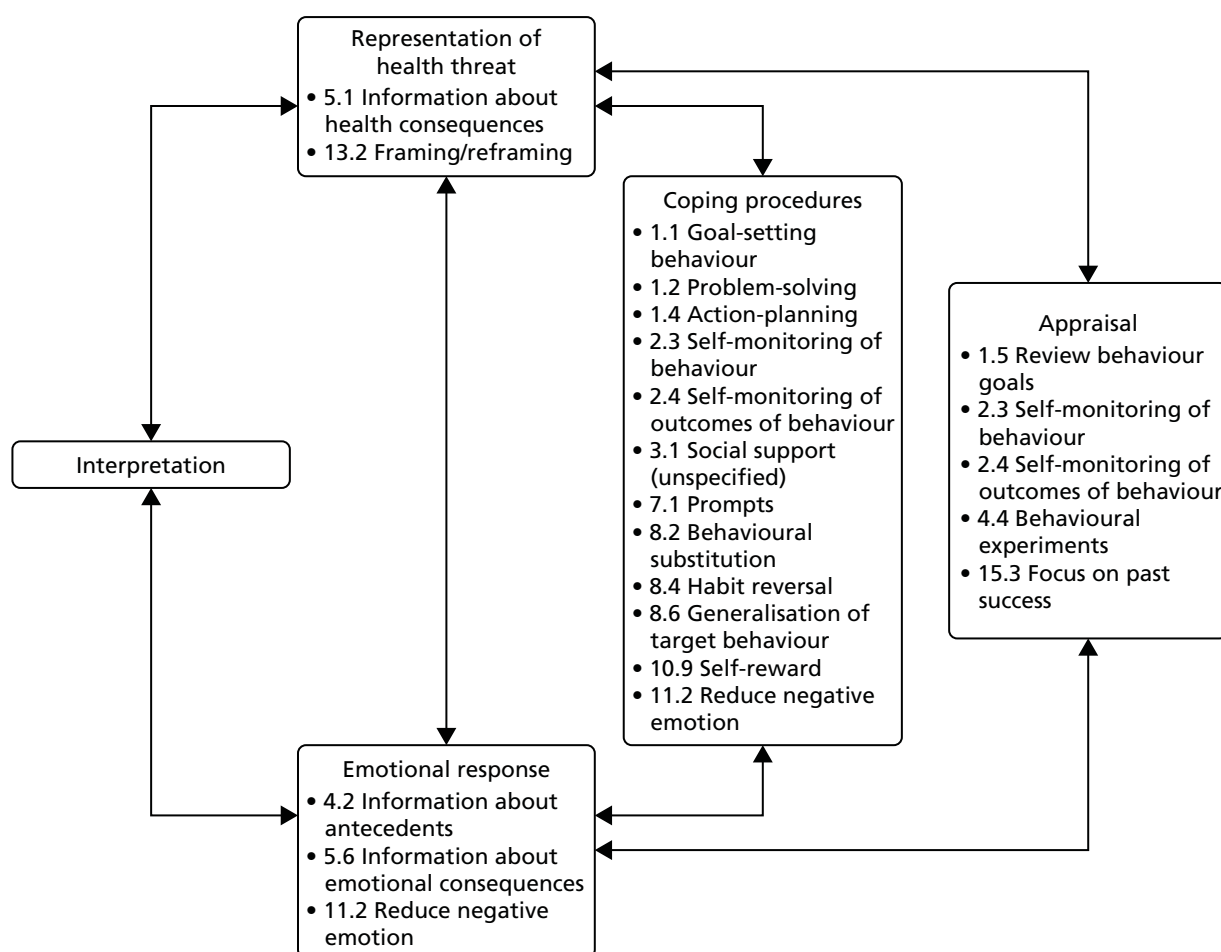 Representation of
health threat
• 5.1 Information about
health consequences
• 13.2 Framing/reframing
Coping procedures
• 1.1 Goal-setting
behaviour
• 1.2 Problem-solving
• 1.4 Action-planning
• 2.3 Self-monitoring of
behaviour
• 2.4 Self-monitoring of
outcomes of behaviour
• 3.1 Social support
(unspecified)
• 7.1 Prompts
• 8.2 Behavioural
substitution
• 8.4 Habit reversal
• 8.6 Generalisation of
target behaviour
• 10.9 Self-reward
• 11.2 Reduce negative
emotion
Appraisal
• 1.5 Review behaviour
goals
• 2.3 Self-monitoring of
behaviour
• 2.4 Self-monitoring of
outcomes of behaviour
• 4.4 Behavioural
experiments
• 15.3 Focus on past
success
Interpretation
Emotional response
• 4.2 Information about
antecedents
• 5.6 Information about
emotional consequences
• 11.2 Reduce negative
emotion